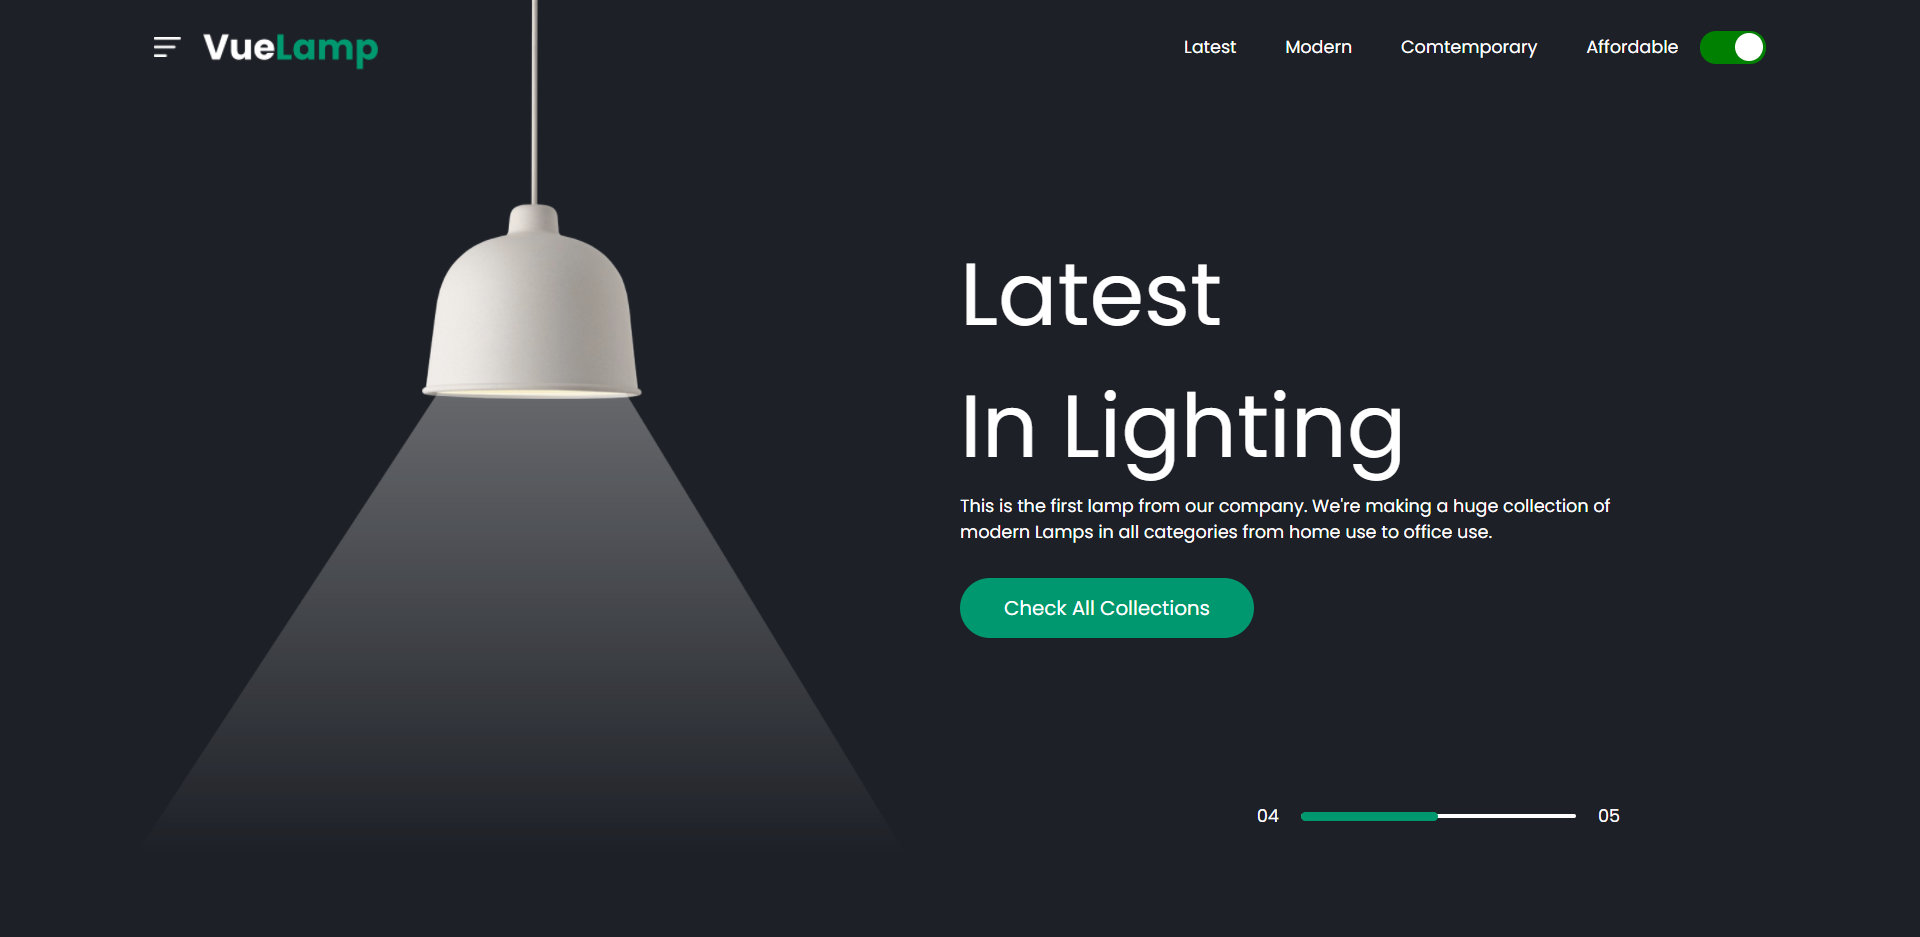 VueLamp
Latest Modern Comtemporary Affordable
Latest
In Lighting
This is the first lamp from our company. We're making a huge collection of
modern Lamps in all categories from home use to office use.
Check All Collections
04 05